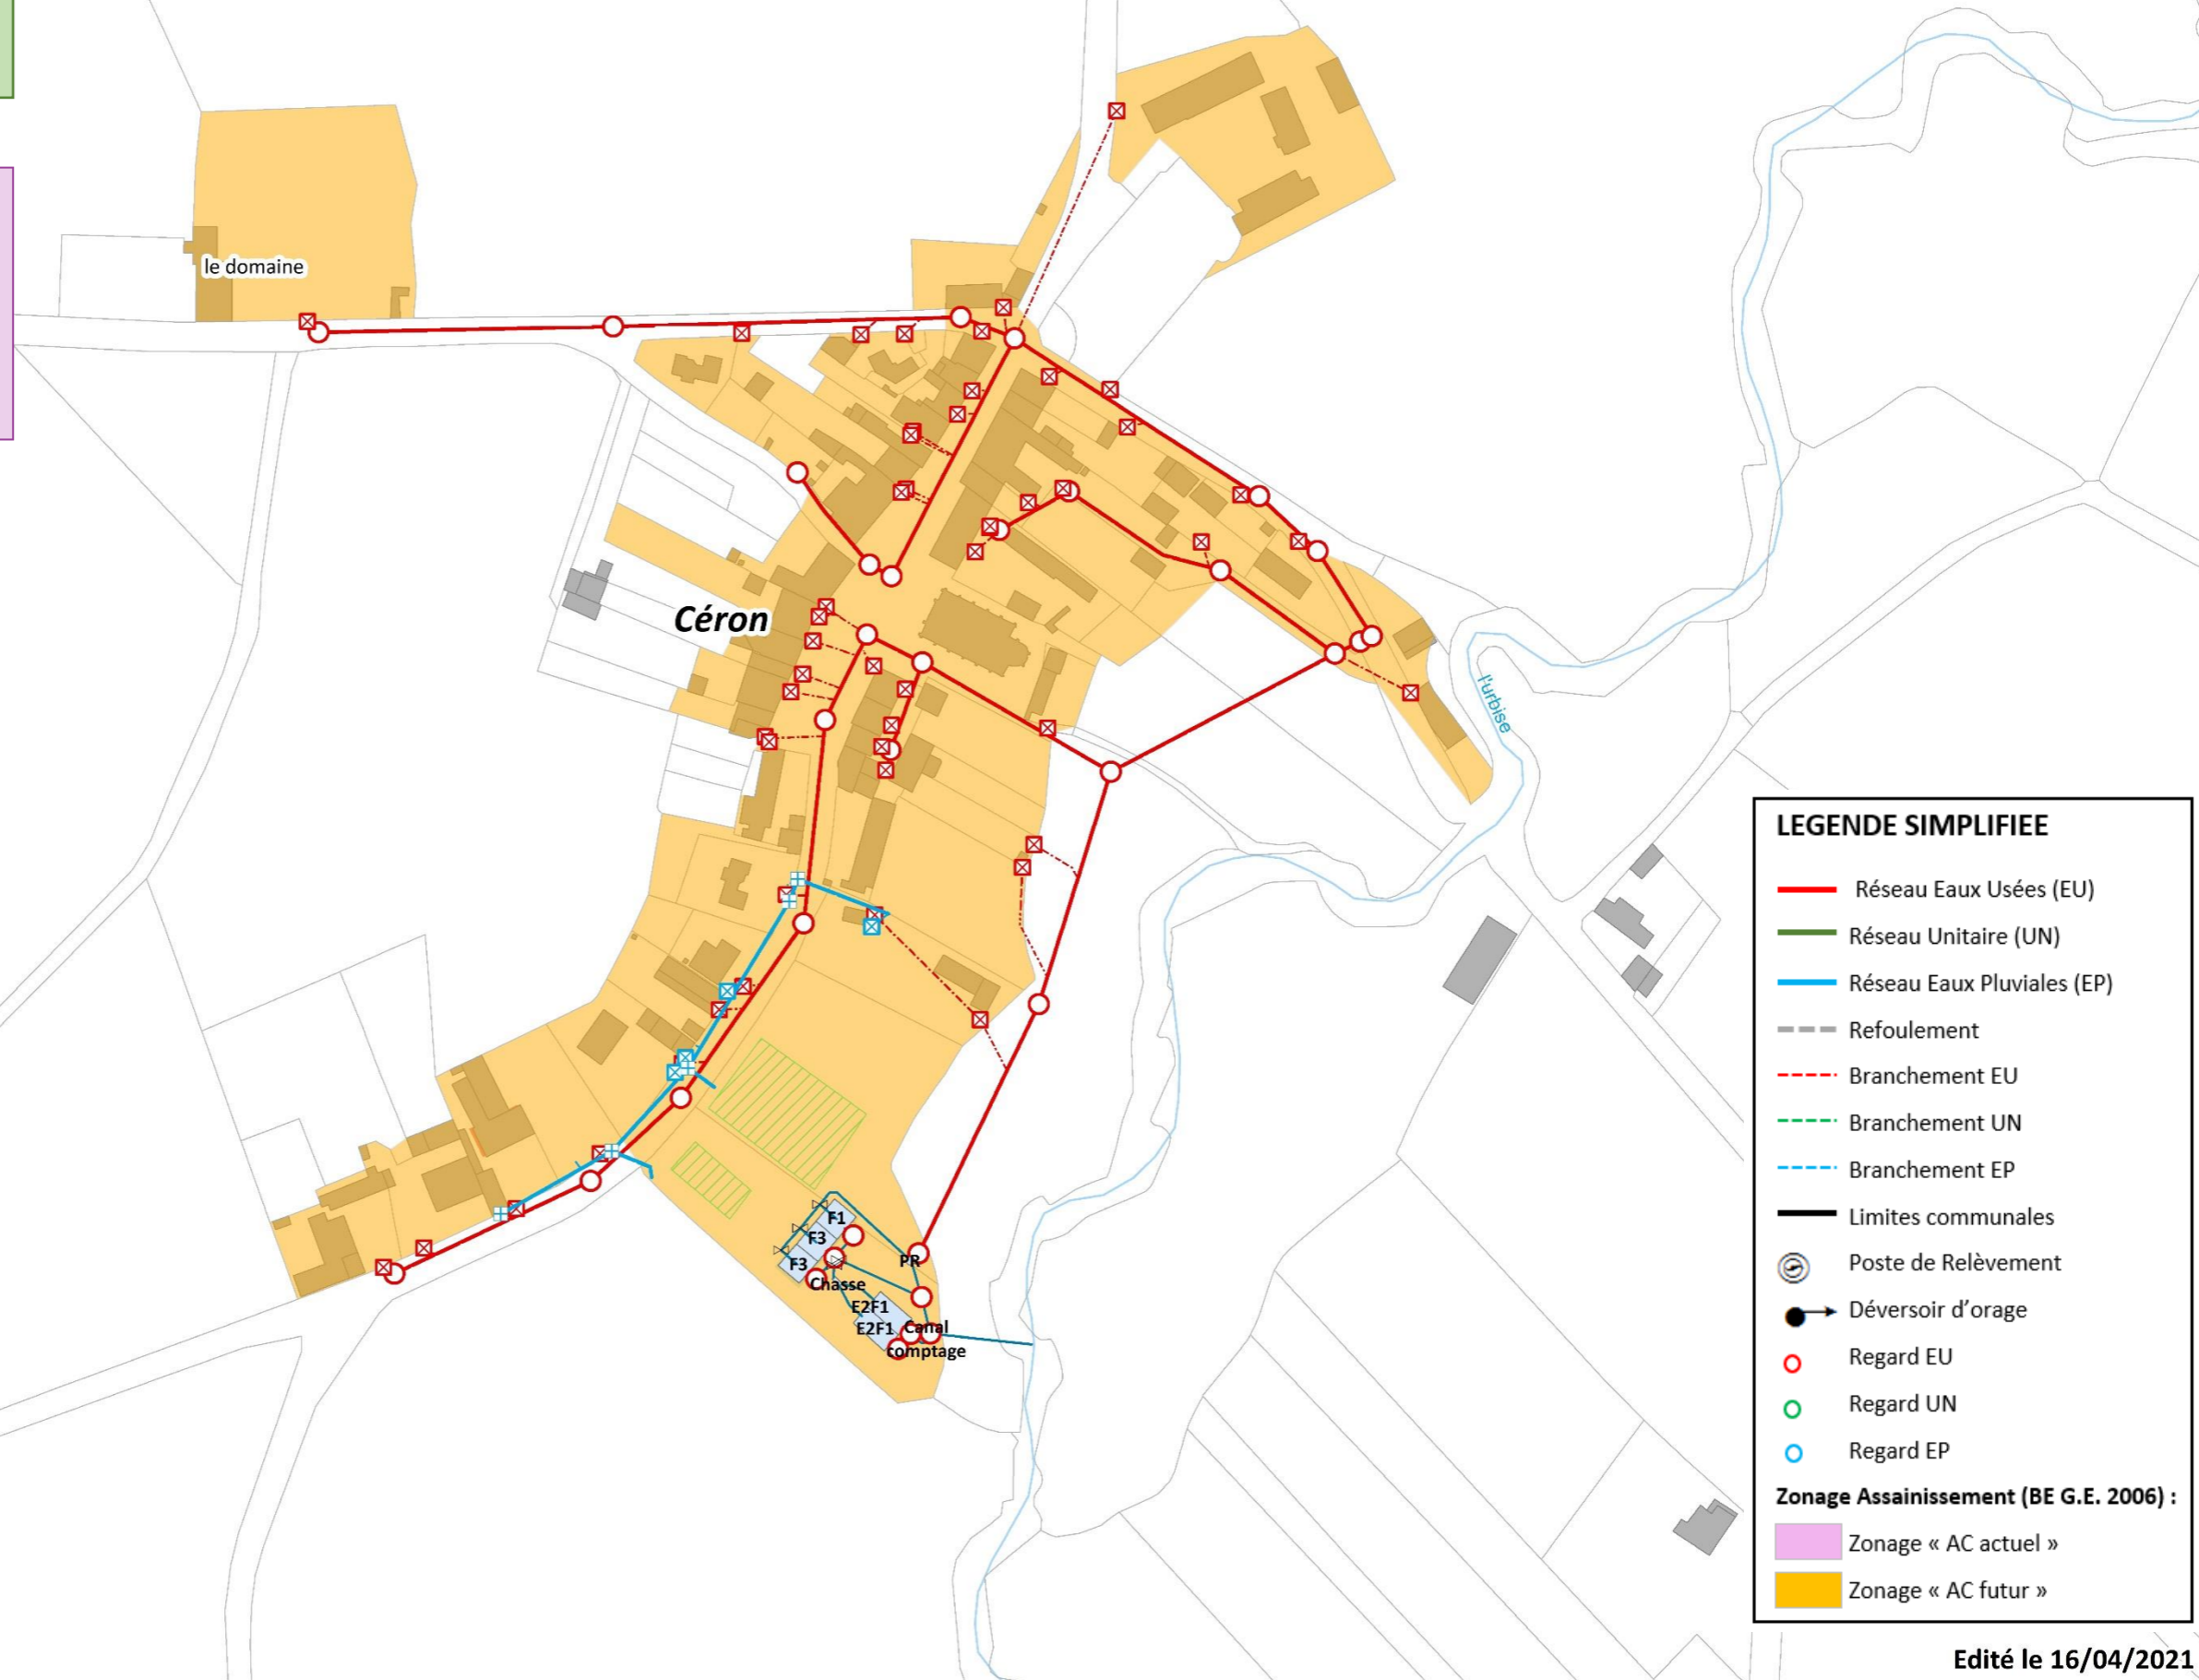 le domaine
Céron
l'urbise
F1
F3
F3
PR
Chasse
E2F1
E2F1
Canal
comptage
LEGENDE SIMPLIFIEE
Réseau Eaux Usées (EU)
Réseau Unitaire (UN)
Réseau Eaux Pluviales (EP)
Refoulement
Branchement EU
Branchement UN
Branchement EP
Limites communales
Poste de Relèvement
Déversoir d'orage
Regard EU
Regard UN
Regard EP
Zonage Assainissement (BE G.E. 2006) :
Zonage « AC actuel »
Zonage « AC futur »
Edité le 16/04/2021